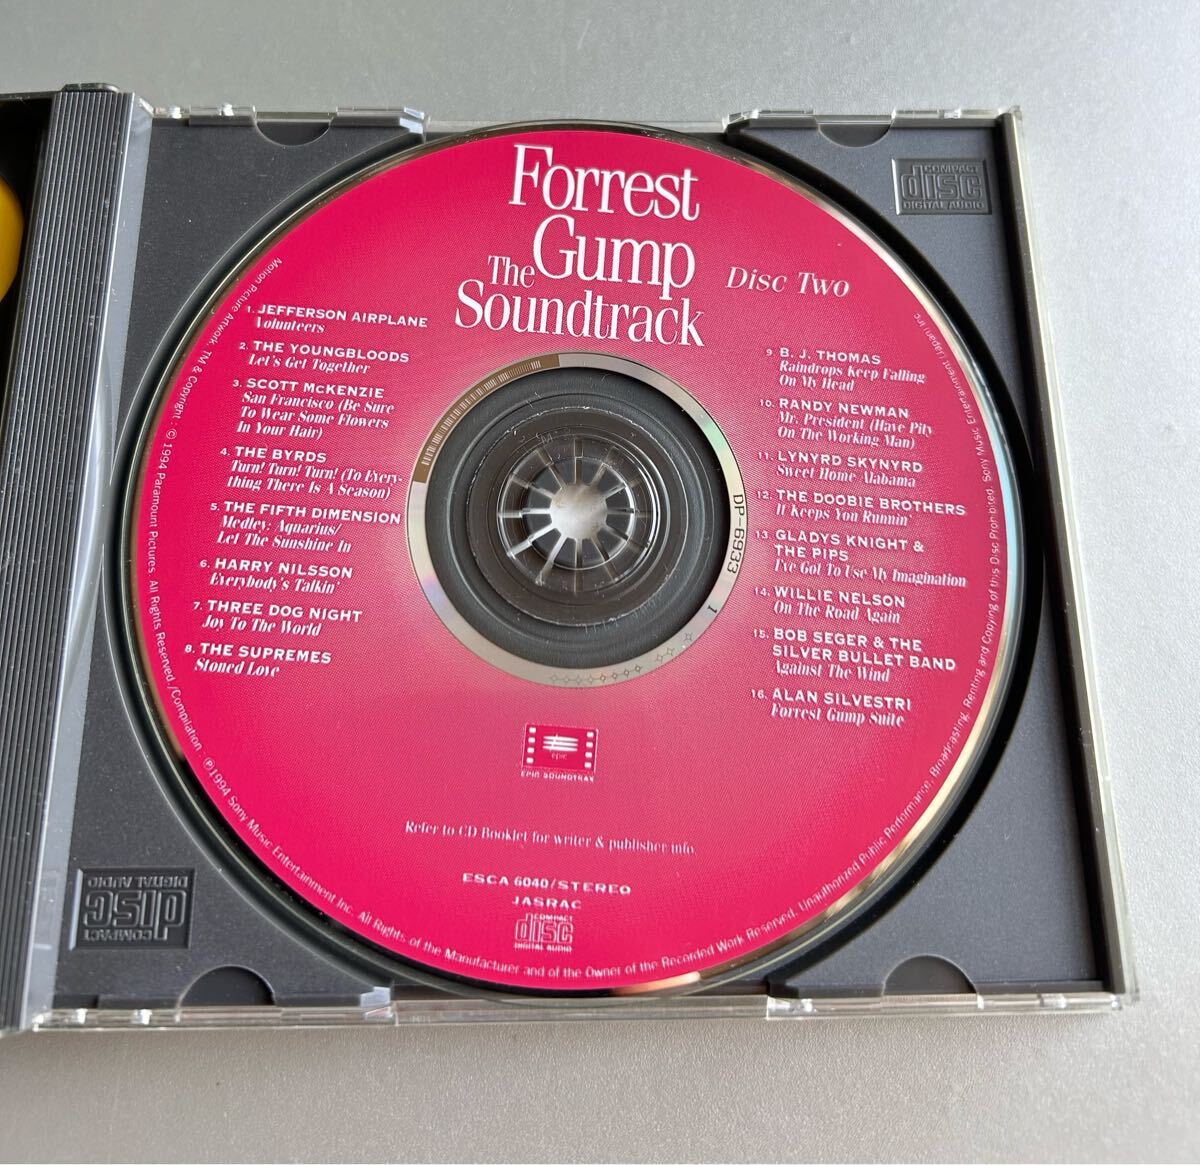 Forrest
Gump
The
Soundtrack
Disc Two
1. JEFFERSON AIRPLANE
Volunteers
2. THE YOUNGBLOODS
Let's Get Together
3. SCOTT McKENZIE
San Francisco (Be Sure
To Wear Some Flowers
In Your Hair)
4. THE BYRDS
Turn! Turn! Turn! (To Every-
thing There Is A Season)
5. THE FIFTH DIMENSION
Medley: Aquarius/
Let The Sunshine In
6. HARRY NILSSON
Everybody's Talkin'
7. THREE DOG NIGHT
Joy To The World
8. THE SUPREMES
Stoned Love
9. B. J. THOMAS
Raindrops Keep Falling
On My Head
10. RANDY NEWMAN
Mr. President (Have Pity
On The Working Man)
11. LYNYRD SKYNYRD
Sweet Home Alabama
12. THE DOOBIE BROTHERS
It Keeps You Runnin'
13. GLADYS KNIGHT &
THE PIPS
I've Got To Use My Imagination
14. WILLIE NELSON
On The Road Again
15. BOB SEGER & THE
SILVER BULLET BAND
Against The Wind
16. ALAN SILVESTRI
Forrest Gump Suite
DP-6933 1
epic
EPIC SOUNDTRAX
Refer to CD Booklet for writer & publisher info.
ESCA 6040/STEREO
JASRAC
COMPACT
disc
DIGITAL AUDIO
Motion Picture Artwork, TM & Copyright : © 1994 Paramount Pictures. All Rights Reserved./Compilation : ℗1994 Sony Music Entertainment Inc. All Rights of the Manufacturer and of the Owner of the Recorded Work Reserved. Unauthorized Public Performance, Broadcasting, Renting and Copying of this Disc Prohibited. Sony Music Entertainment (Japan) Inc.
COMPACT
disc
DIGITAL AUDIO
COMPACT
disc
DIGITAL AUDIO